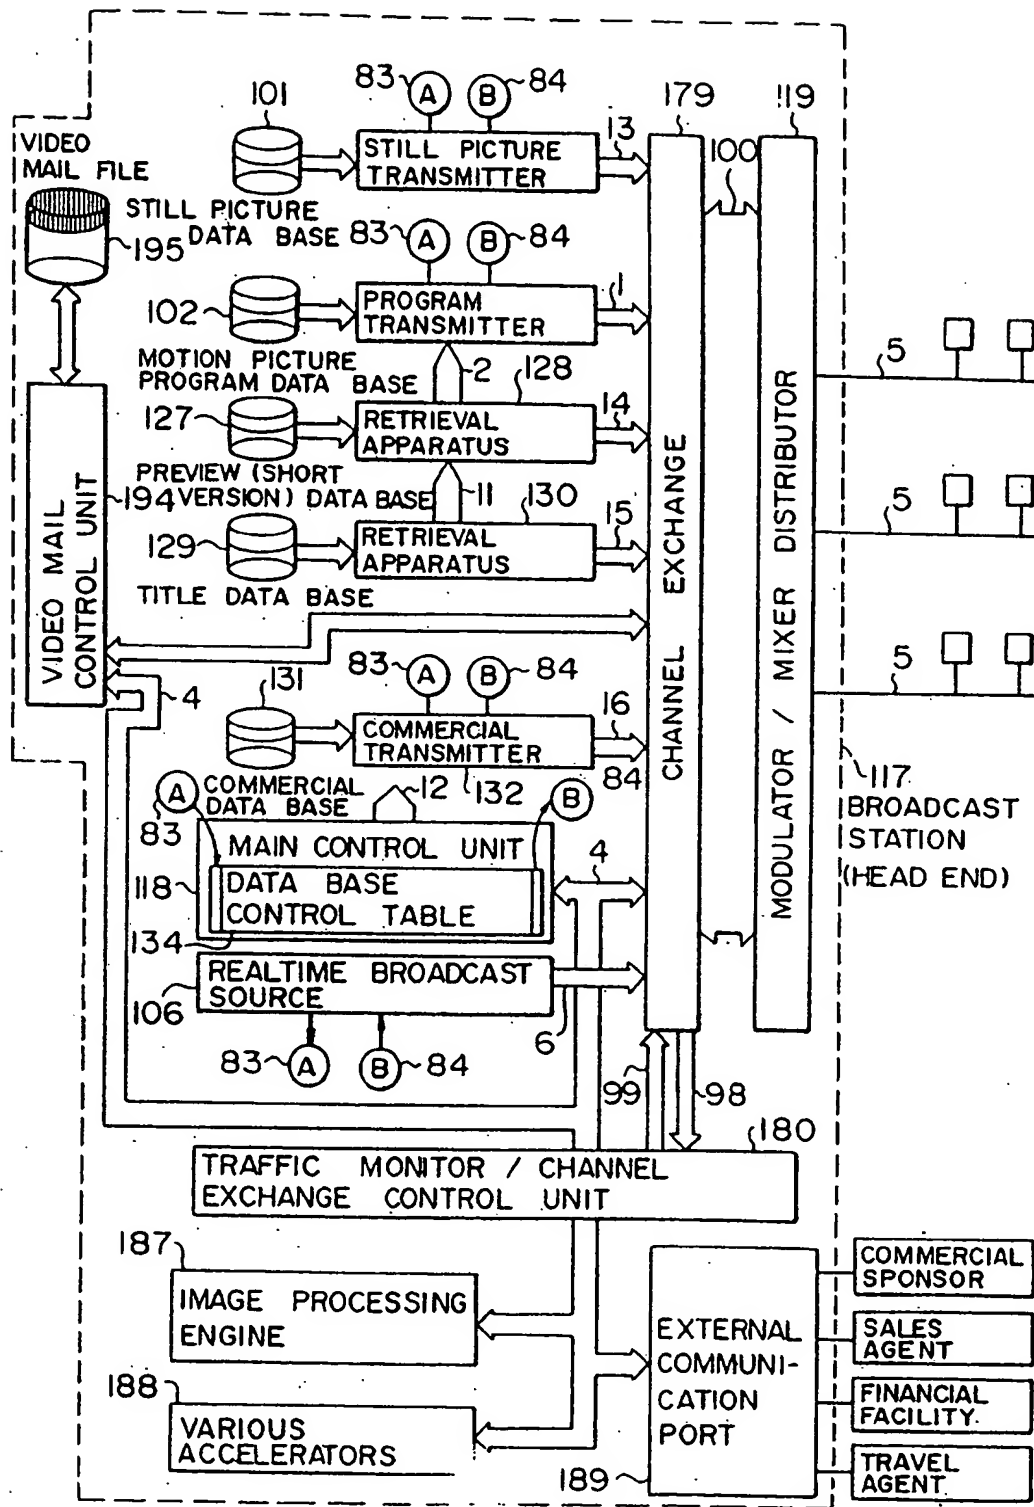 83 A B 84 179 119
101 13 100
VIDEO
MAIL FILE
STILL PICTURE
TRANSMITTER
STILL PICTURE
DATA BASE 83 A B 84
195
102 PROGRAM
TRANSMITTER 1
5
MOTION PICTURE
PROGRAM DATA BASE 2 128
127 RETRIEVAL
APPARATUS 14
PREVIEW (SHORT
VERSION) DATA BASE 11 130
194
5
129 RETRIEVAL
APPARATUS 15
TITLE DATA BASE
VIDEO MAIL
CONTROL UNIT
CHANNEL EXCHANGE
MODULATOR / MIXER DISTRIBUTOR
4 131 83 A B 84
5
COMMERCIAL
TRANSMITTER 16
84
COMMERCIAL
DATA BASE 12 132
A 83 B
117
BROADCAST
STATION
(HEAD END)
MAIN CONTROL UNIT
118 DATA BASE
CONTROL TABLE 4
134
REALTIME BROADCAST
SOURCE
106
83 A B 84 6
99 98
180
TRAFFIC MONITOR / CHANNEL
EXCHANGE CONTROL UNIT
187
IMAGE PROCESSING
ENGINE
188
VARIOUS
ACCELERATORS
EXTERNAL
COMMUNI-
CATION
PORT
189
COMMERCIAL
SPONSOR
SALES
AGENT
FINANCIAL
FACILITY
TRAVEL
AGENT